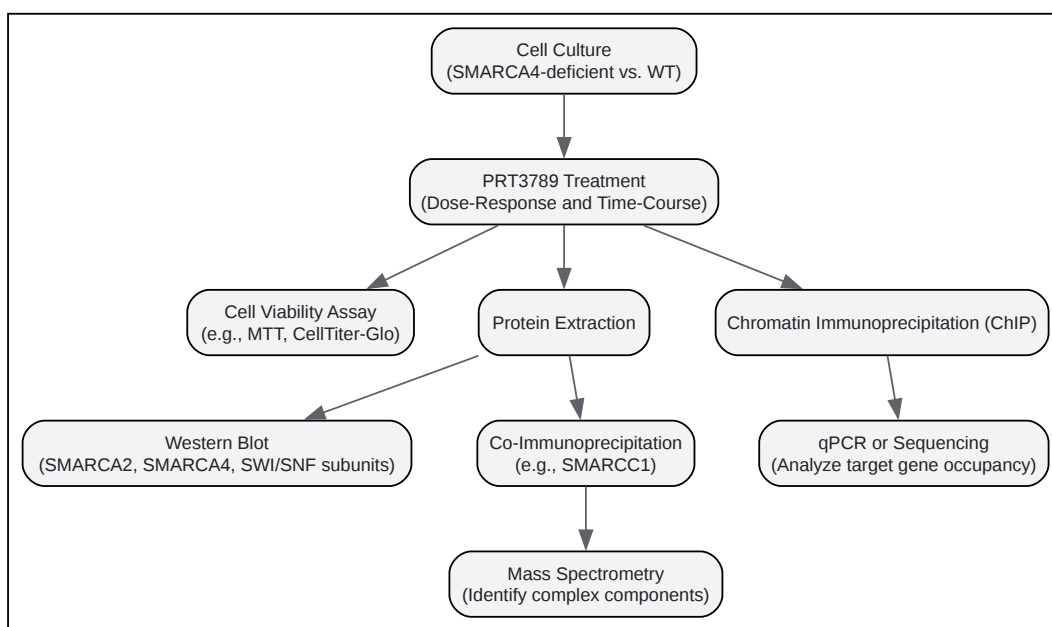 Cell Culture
(SMARCA4-deficient vs. WT)
PRT3789 Treatment
(Dose-Response and Time-Course)
Cell Viability Assay
(e.g., MTT, CellTiter-Glo)
Protein Extraction
Chromatin Immunoprecipitation (ChIP)
Western Blot
(SMARCA2, SMARCA4, SWI/SNF subunits)
Co-Immunoprecipitation
(e.g., SMARCC1)
qPCR or Sequencing
(Analyze target gene occupancy)
Mass Spectrometry
(Identify complex components)